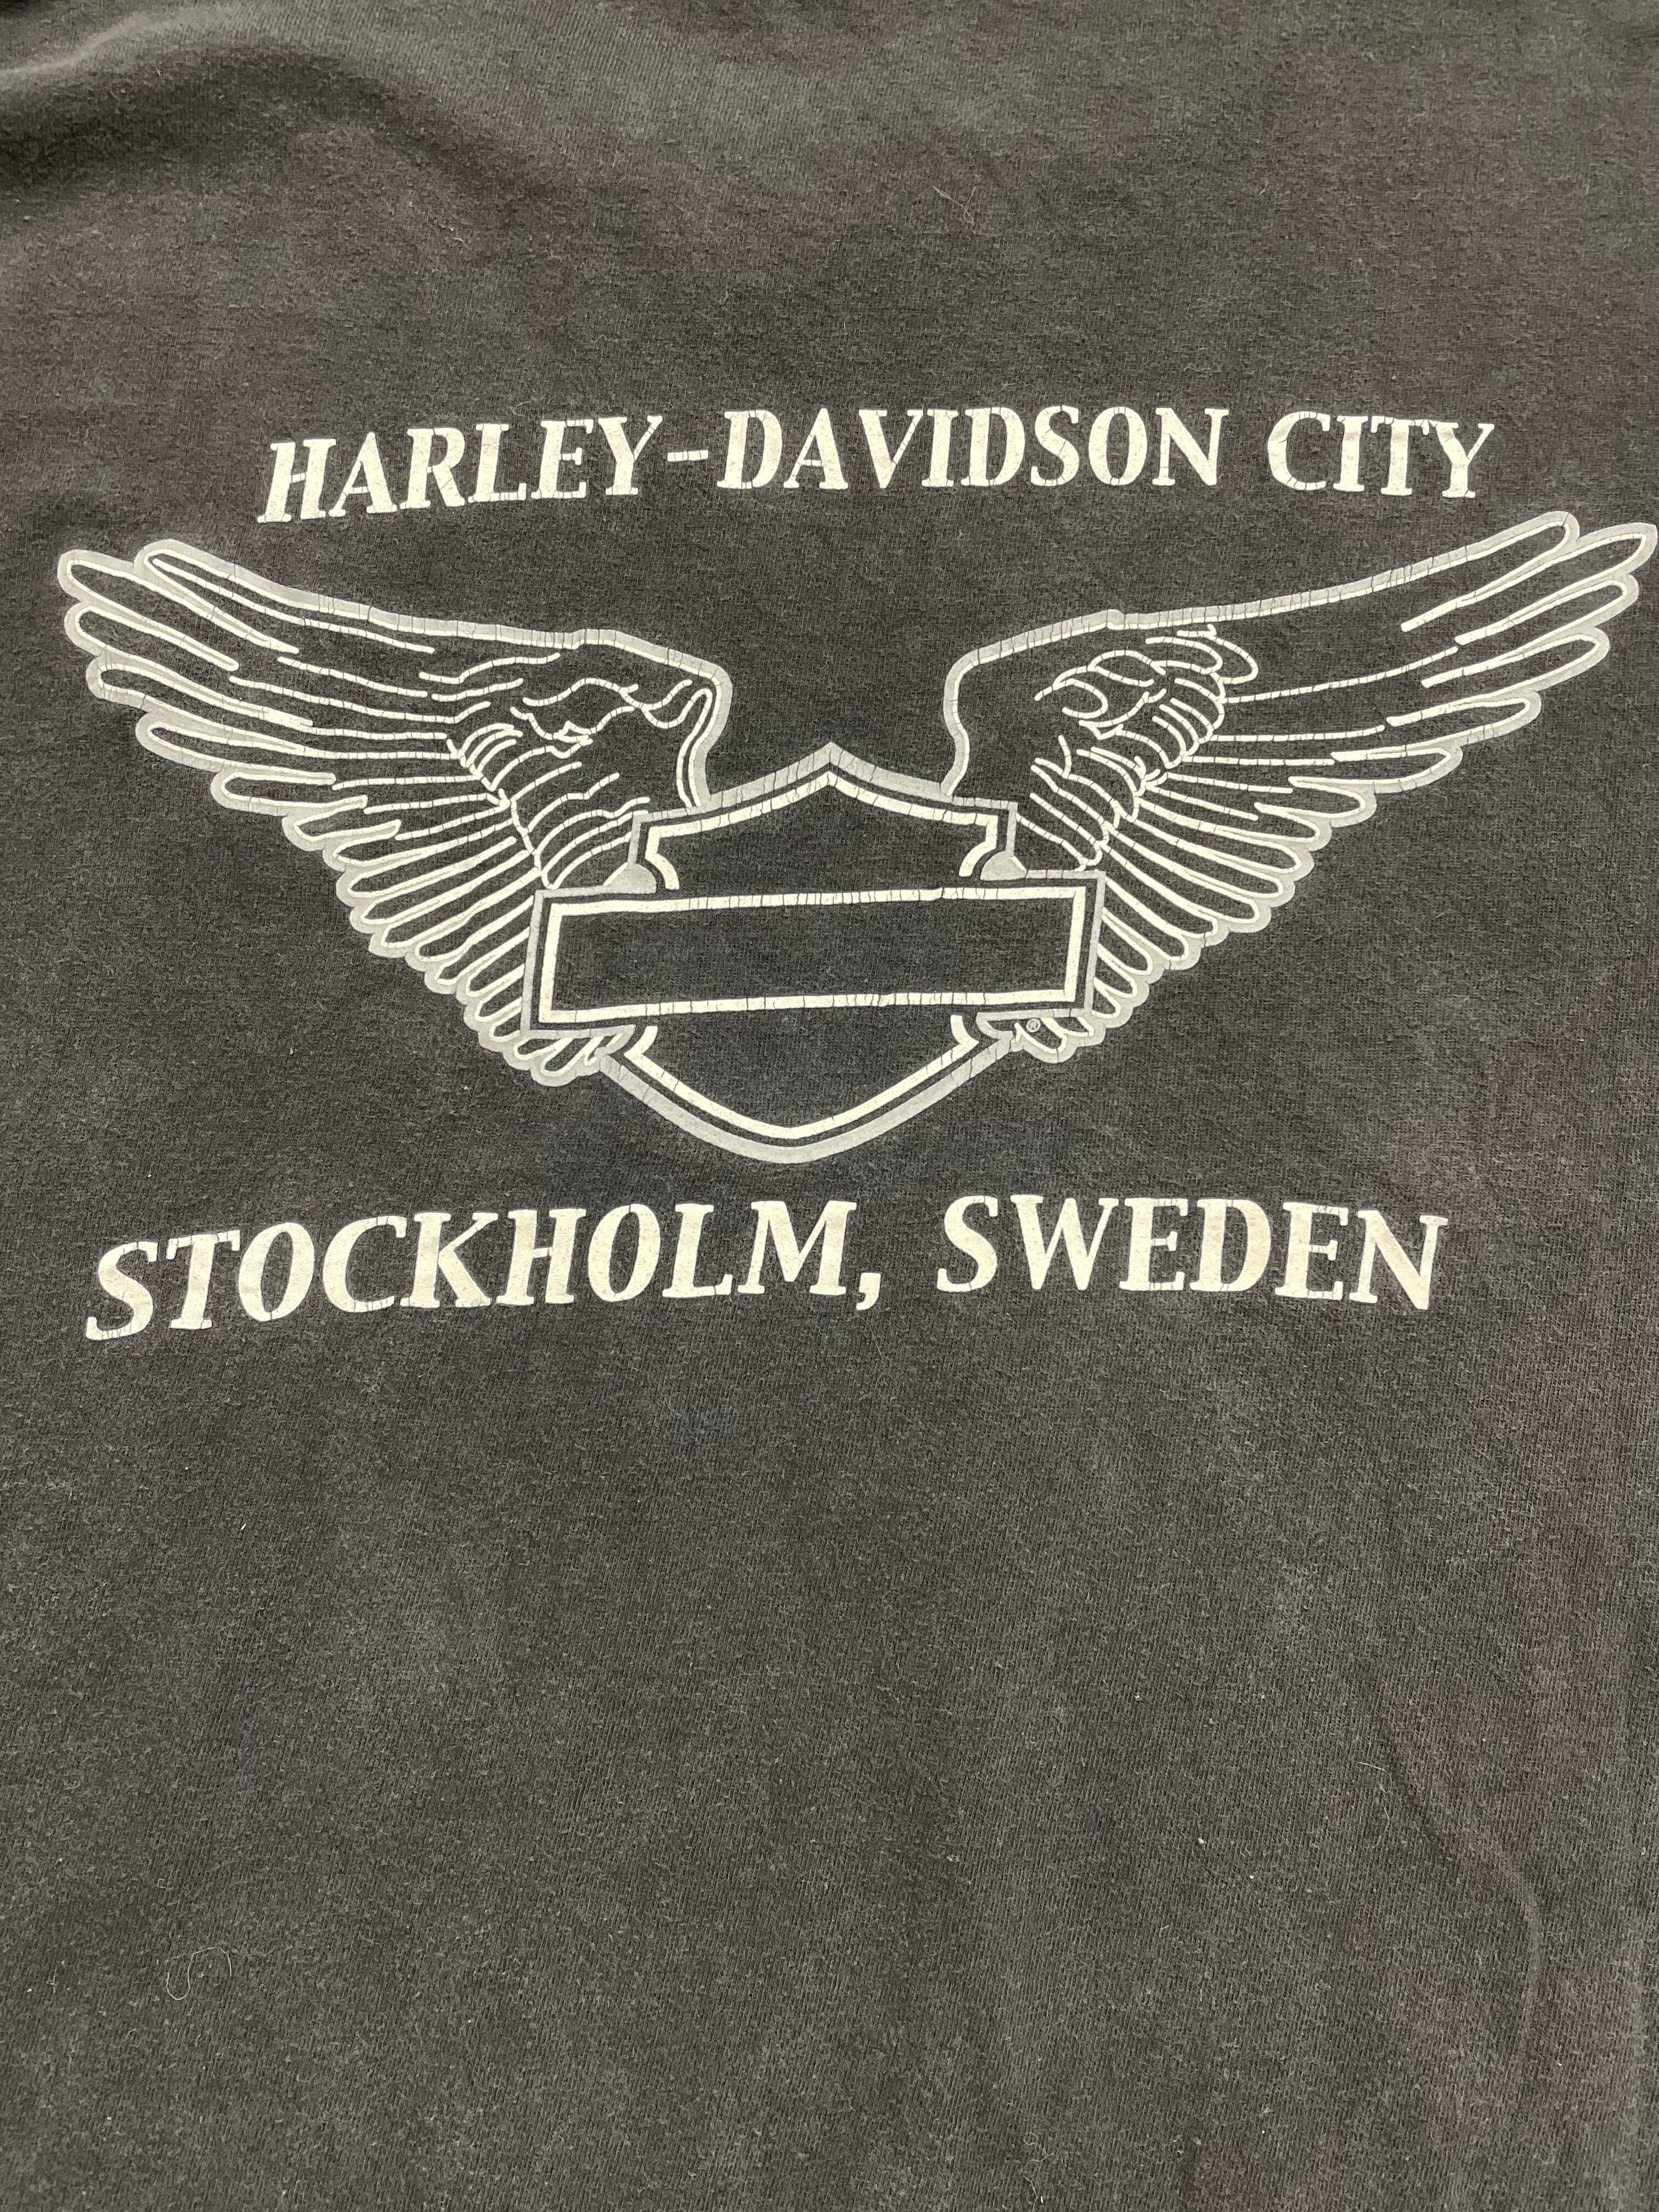 HARLEY-DAVIDSON CITY
®
STOCKHOLM, SWEDEN